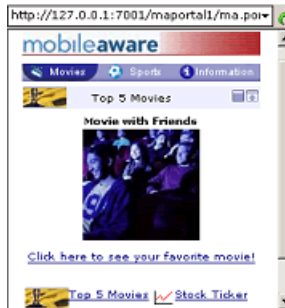 http://127.0.0.1:7001/maportal1/ma.por
mobileaware
Movies Sports Information
Top 5 Movies
Movie with Friends
Click here to see your favorite movie!
Top 5 Movies Stock Ticker